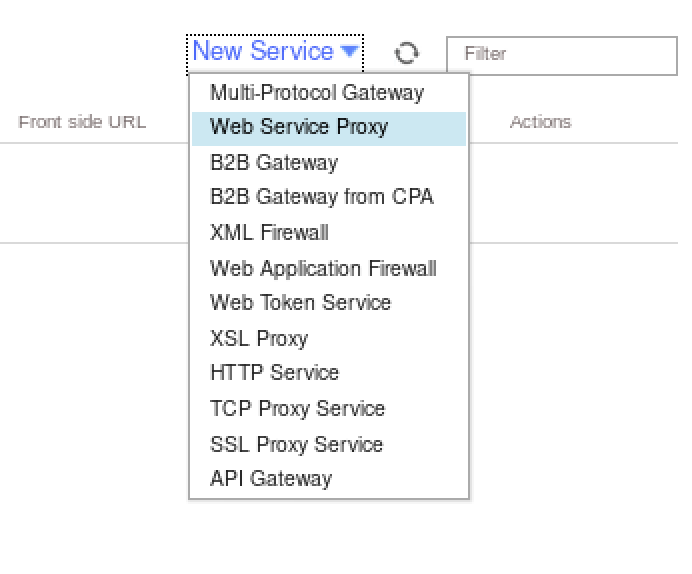 New Service
Filter
Multi-Protocol Gateway
Front side URL
Web Service Proxy
Actions
B2B Gateway
B2B Gateway from CPA
XML Firewall
Web Application Firewall
Web Token Service
XSL Proxy
HTTP Service
TCP Proxy Service
SSL Proxy Service
API Gateway